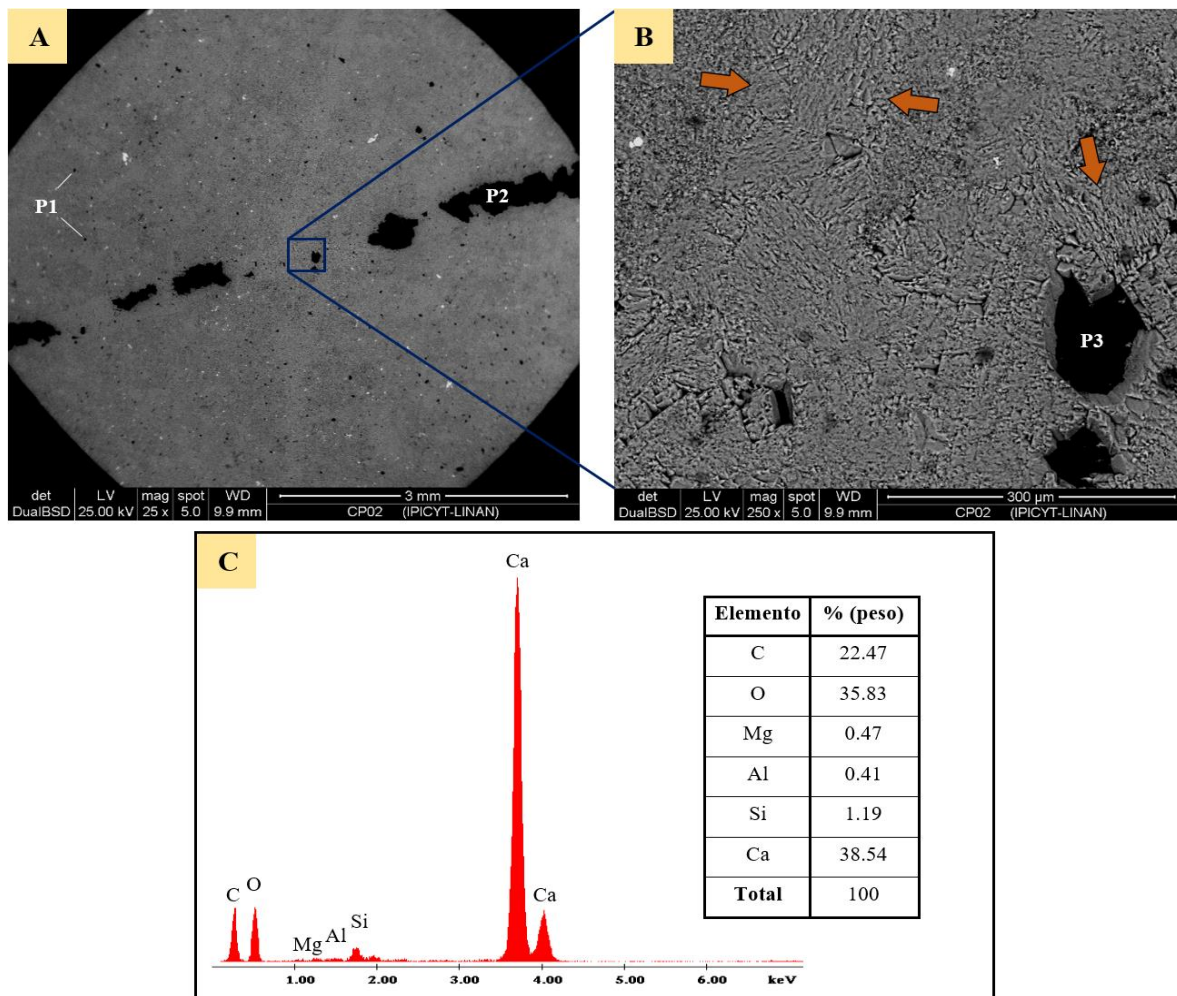 A
P1
P2
det LV mag spot WD 3 mm
DualBSD 25.00 kV 25 x 5.0 9.9 mm CP02 (IPICYT-LINAN)
B
P3
det LV mag spot WD 300 µm
DualBSD 25.00 kV 250 x 5.0 9.9 mm CP02 (IPICYT-LINAN)
C
Ca
C
O
Mg
Al
Si
Ca
1.00 2.00 3.00 4.00 5.00 6.00 keV
Elemento % (peso)
C 22.47
O 35.83
Mg 0.47
Al 0.41
Si 1.19
Ca 38.54
Total 100